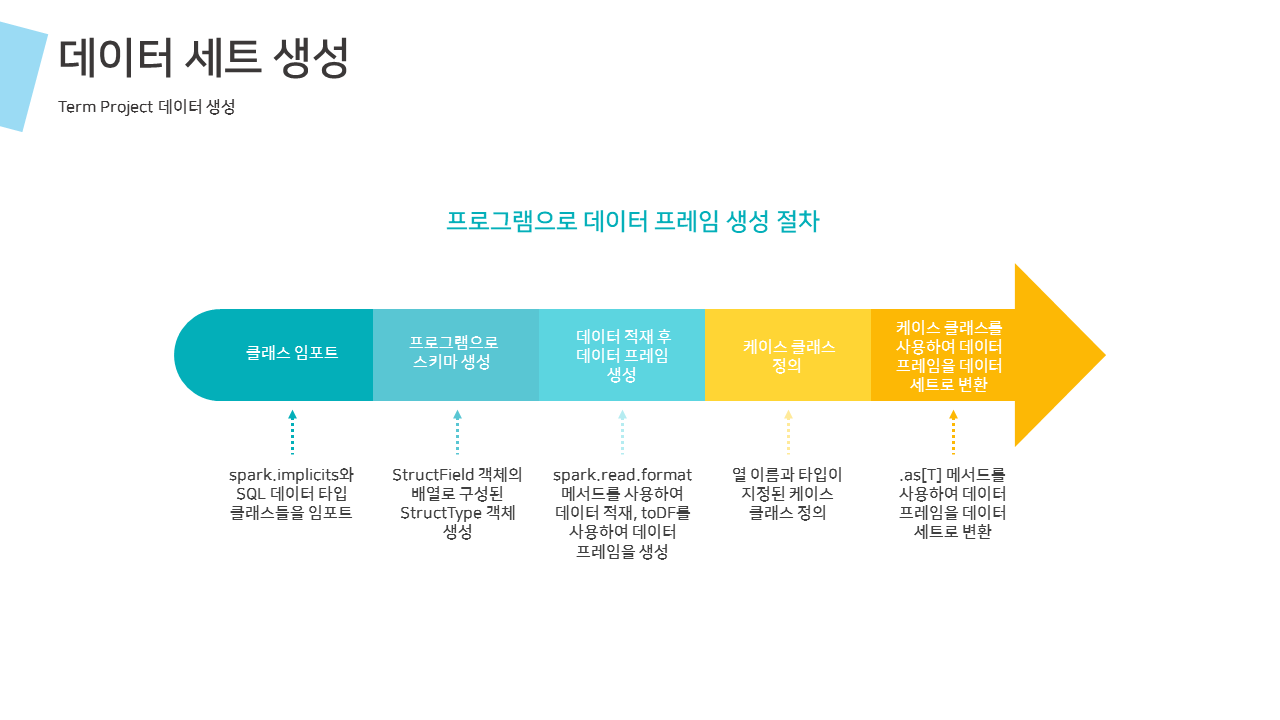 데이터 세트 생성
Term Project 데이터 생성
프로그램으로 데이터 프레임 생성 절차
클래스 임포트
프로그램으로
스키마 생성
데이터 적재 후
데이터 프레임
생성
케이스 클래스
정의
케이스 클래스를
사용하여 데이터
프레임을 데이터
세트로 변환
spark.implicits와
SQL 데이터 타입
클래스들을 임포트
StructField 객체의
배열로 구성된
StructType 객체
생성
spark.read.format
메서드를 사용하여
데이터 적재, toDF를
사용하여 데이터
프레임을 생성
열 이름과 타입이
지정된 케이스
클래스 정의
.as[T] 메서드를
사용하여 데이터
프레임을 데이터
세트로 변환